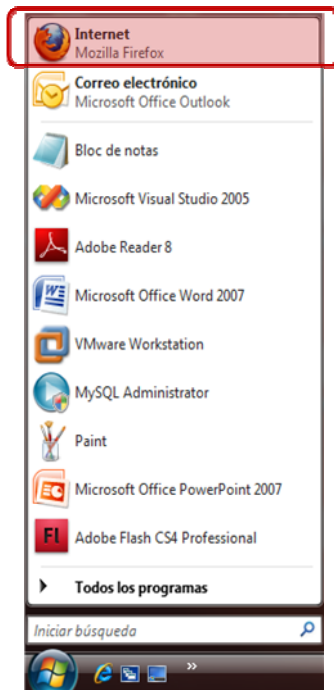 Internet
Mozilla Firefox
Correo electrónico
Microsoft Office Outlook
Bloc de notas
Microsoft Visual Studio 2005
Adobe Reader 8
Microsoft Office Word 2007
VMware Workstation
MySQL Administrator
Paint
Microsoft Office PowerPoint 2007
Fl Adobe Flash CS4 Professional
Todos los programas
Iniciar búsqueda